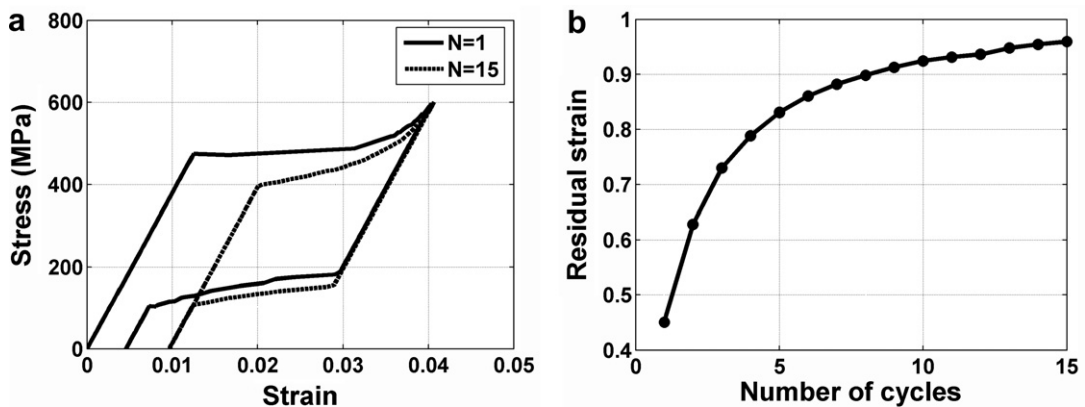 a
800
600
400
200
0
Stress (MPa)
N=1
N=15
0 0.01 0.02 0.03 0.04 0.05
Strain
b
1
0.9
0.8
0.7
0.6
0.5
0.4
Residual strain
0 5 10 15
Number of cycles